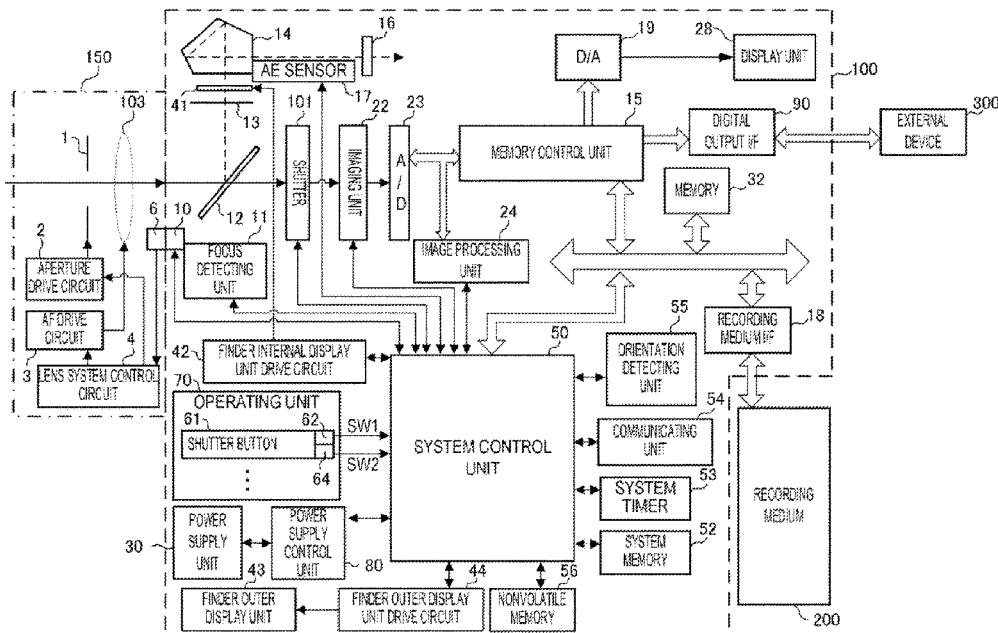 14
16
19
28
D/A
DISPLAY UNIT
AE SENSOR
17
100
150
103
1
41
13
101
22
23
15
90
300
SHUTTER
IMAGING UNIT
A/D
MEMORY CONTROL UNIT
DIGITAL
OUTPUT I/F
EXTERNAL
DEVICE
MEMORY
32
12
6
10
11
2
24
FOCUS
DETECTING
UNIT
IMAGE PROCESSING
UNIT
APERTURE
DRIVE CIRCUIT
AF DRIVE
CIRCUIT
3
4
LENS SYSTEM CONTROL
CIRCUIT
42
FINDER INTERNAL DISPLAY
UNIT DRIVE CIRCUIT
50
55
ORIENTATION
DETECTING
UNIT
RECORDING
MEDIUM I/F
18
70
OPERATING UNIT
61
62
SHUTTER BUTTON
64
SW1
SW2
SYSTEM CONTROL
UNIT
54
COMMUNICATING
UNIT
53
SYSTEM
TIMER
52
SYSTEM
MEMORY
RECORDING
MEDIUM
200
30
POWER
SUPPLY
UNIT
POWER
SUPPLY
CONTROL
UNIT
80
43
44
56
FINDER OUTER
DISPLAY UNIT
FINDER OUTER DISPLAY
UNIT DRIVE CIRCUIT
NONVOLATILE
MEMORY